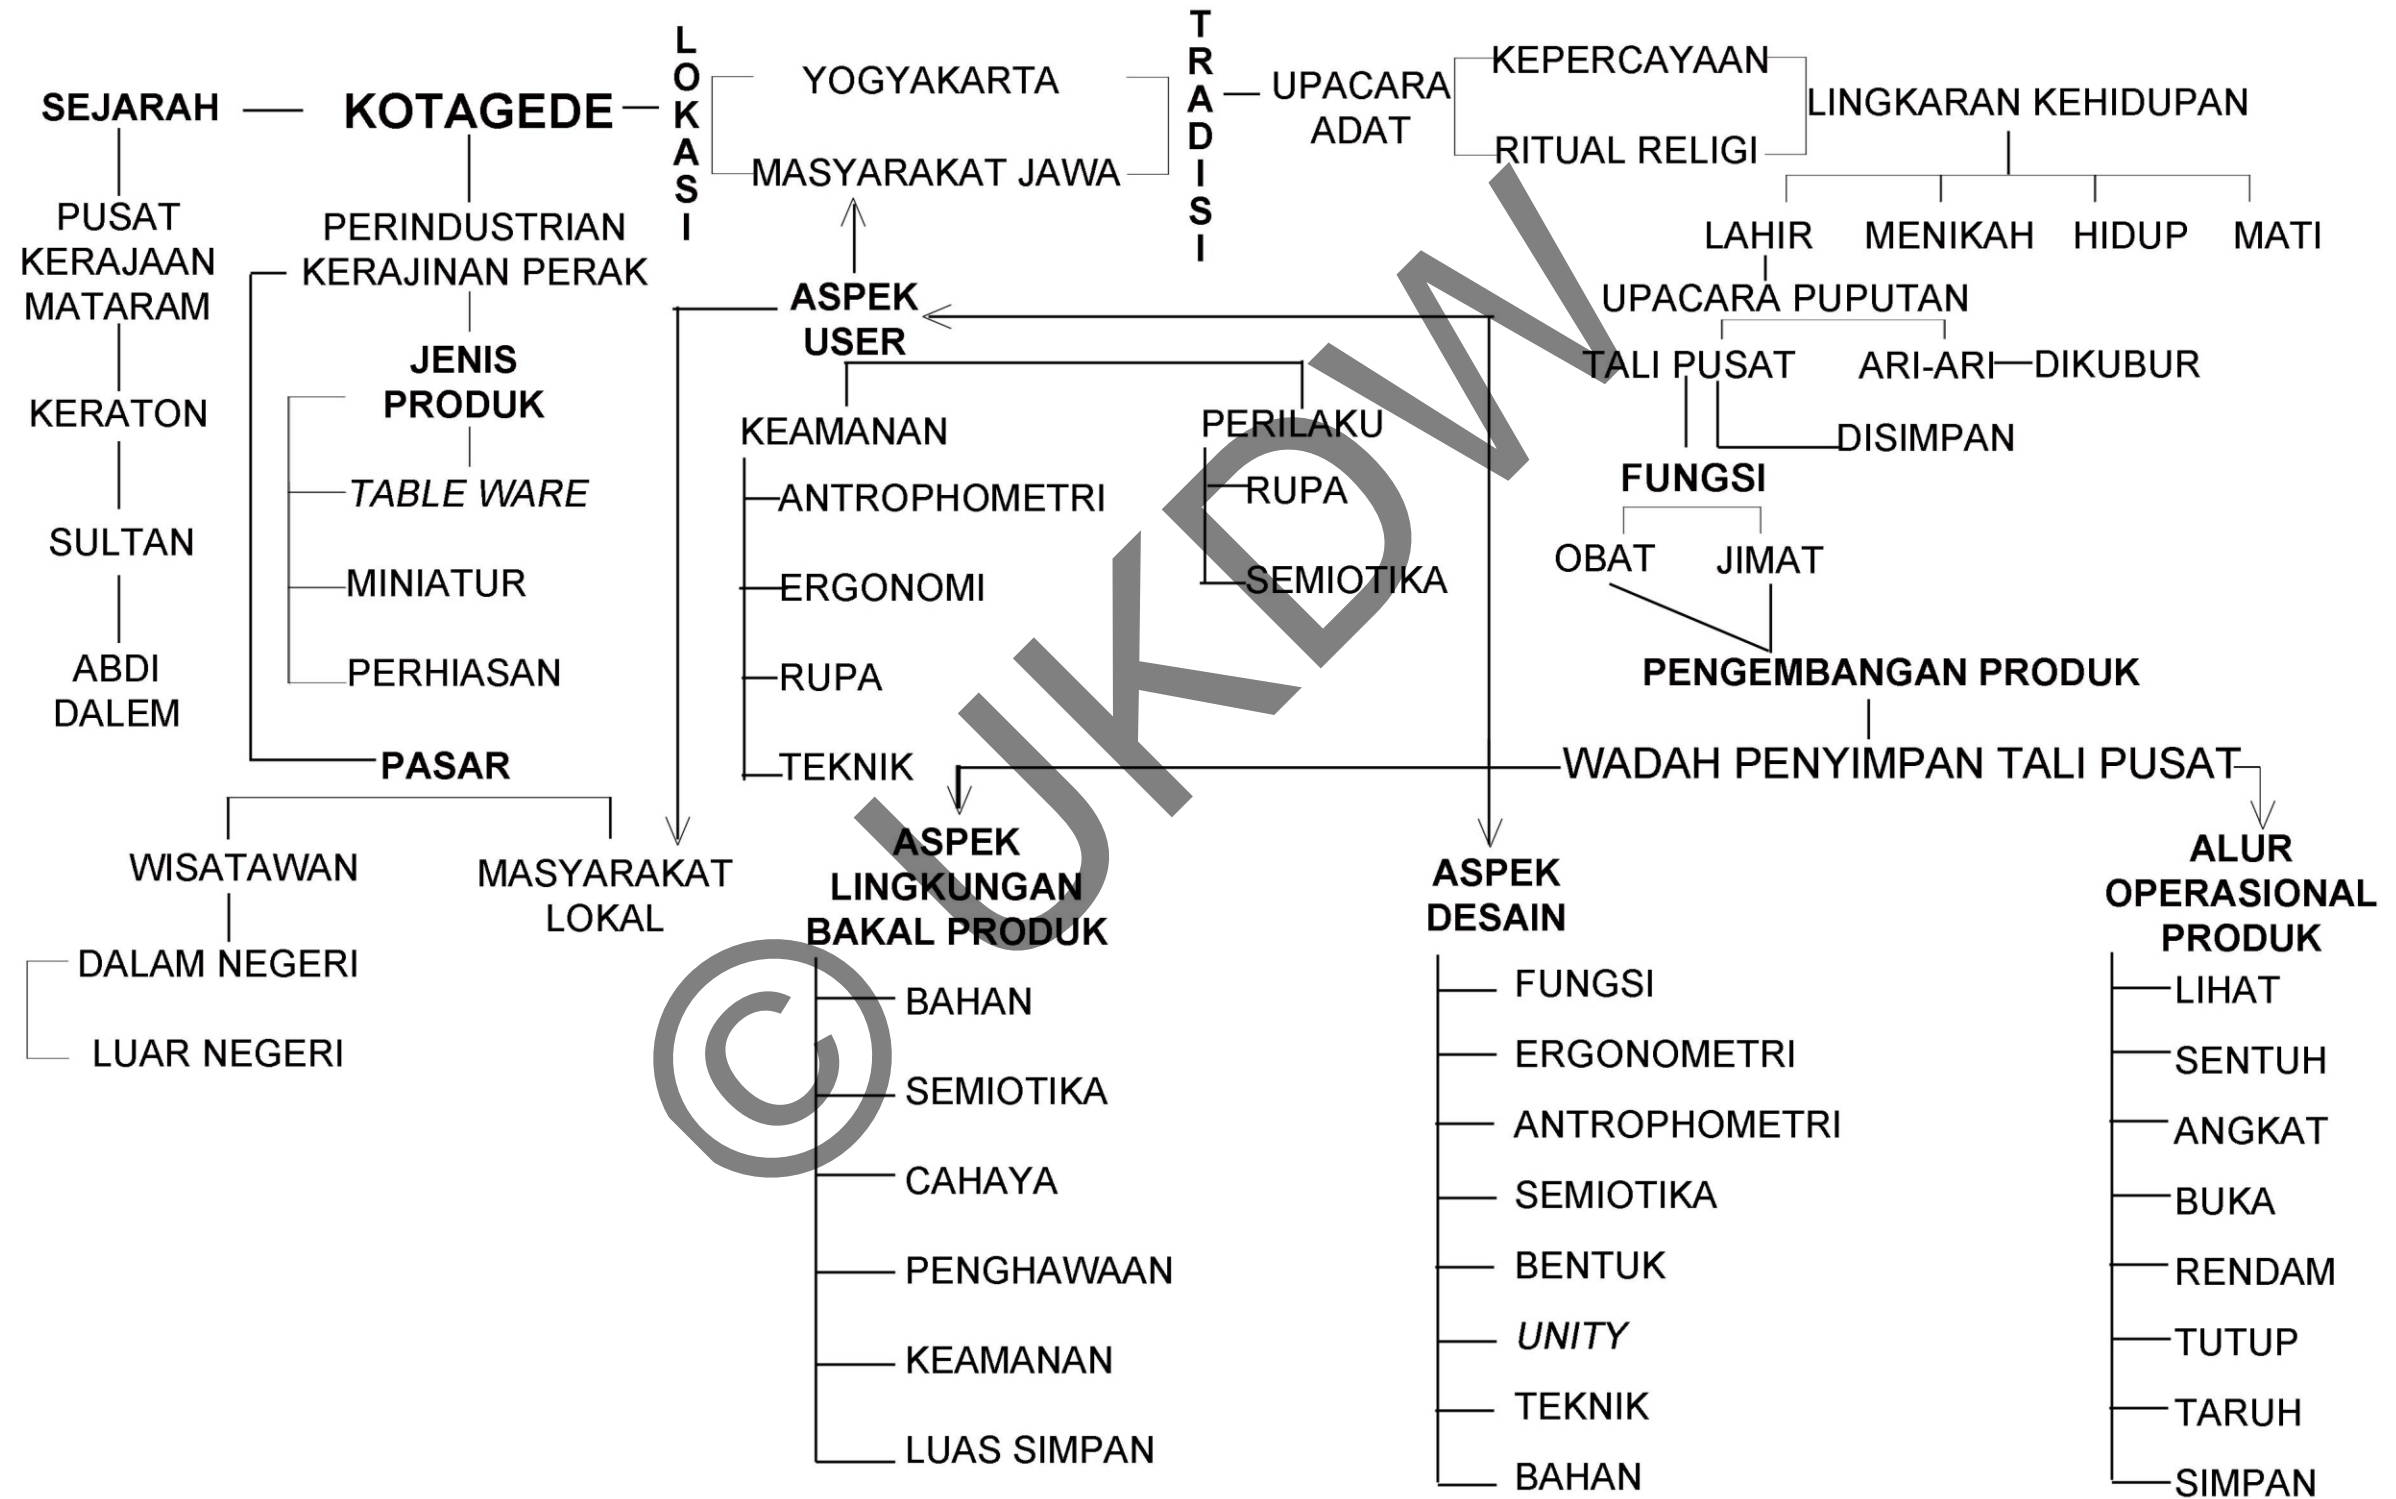 SEJARAH
KOTAGEDE
LOKASI
YOGYAKARTA
MASYARAKAT JAWA
TRADISI
UPACARA
ADAT
KEPERCAYAAN
RITUAL RELIGI
LINGKARAN KEHIDUPAN
LAHIR
MENIKAH
HIDUP
MATI
UPACARA PUPUTAN
TALI PUSAT
ARI-ARI
DIKUBUR
DISIMPAN
FUNGSI
OBAT
JIMAT
PENGEMBANGAN PRODUK
WADAH PENYIMPAN TALI PUSAT
PUSAT
KERAJAAN
MATARAM
KERATON
SULTAN
ABDI
DALEM
PERINDUSTRIAN
KERAJINAN PERAK
JENIS
PRODUK
TABLE WARE
MINIATUR
PERHIASAN
PASAR
WISATAWAN
DALAM NEGERI
LUAR NEGERI
MASYARAKAT
LOKAL
ASPEK
USER
KEAMANAN
ANTROPHOMETRI
ERGONOMI
RUPA
TEKNIK
PERILAKU
RUPA
SEMIOTIKA
ASPEK
LINGKUNGAN
BAKAL PRODUK
BAHAN
SEMIOTIKA
CAHAYA
PENGHAWAAN
KEAMANAN
LUAS SIMPAN
ASPEK
DESAIN
FUNGSI
ERGONOMETRI
ANTROPHOMETRI
SEMIOTIKA
BENTUK
UNITY
TEKNIK
BAHAN
ALUR
OPERASIONAL
PRODUK
LIHAT
SENTUH
ANGKAT
BUKA
RENDAM
TUTUP
TARUH
SIMPAN
© UKDW